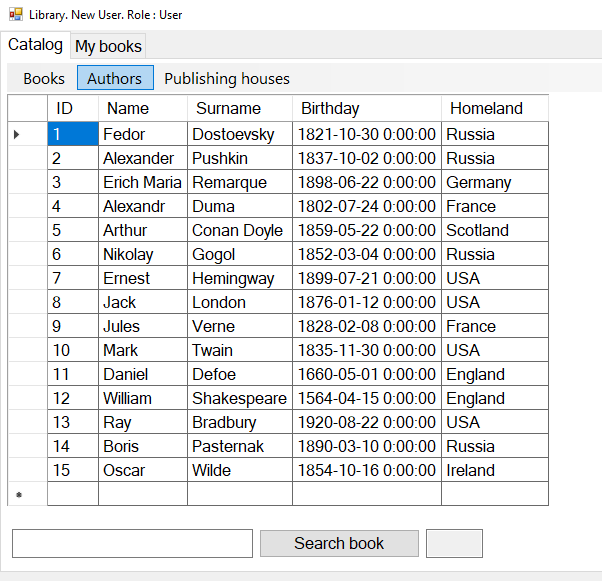 Library. New User. Role : User
Catalog My books
Books Authors Publishing houses
ID Name Surname Birthday Homeland
1 Fedor Dostoevsky 1821-10-30 0:00:00 Russia
2 Alexander Pushkin 1837-10-02 0:00:00 Russia
3 Erich Maria Remarque 1898-06-22 0:00:00 Germany
4 Alexandr Duma 1802-07-24 0:00:00 France
5 Arthur Conan Doyle 1859-05-22 0:00:00 Scotland
6 Nikolay Gogol 1852-03-04 0:00:00 Russia
7 Ernest Hemingway 1899-07-21 0:00:00 USA
8 Jack London 1876-01-12 0:00:00 USA
9 Jules Verne 1828-02-08 0:00:00 France
10 Mark Twain 1835-11-30 0:00:00 USA
11 Daniel Defoe 1660-05-01 0:00:00 England
12 William Shakespeare 1564-04-15 0:00:00 England
13 Ray Bradbury 1920-08-22 0:00:00 USA
14 Boris Pasternak 1890-03-10 0:00:00 Russia
15 Oscar Wilde 1854-10-16 0:00:00 Ireland
Search book